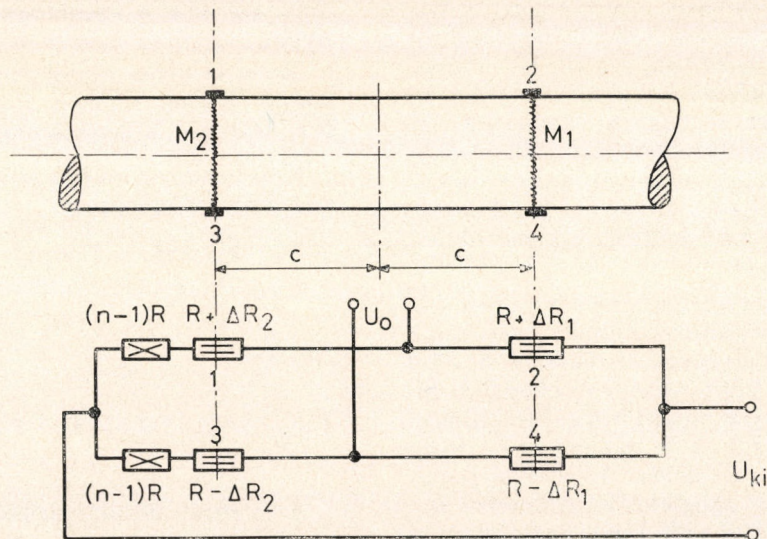 1 2
M₂ M₁
3 4
c c
(n-1)R R+ ΔR₂ U₀ R+ ΔR₁
1 2
3 4
(n-1)R R- ΔR₂ R- ΔR₁
Uki